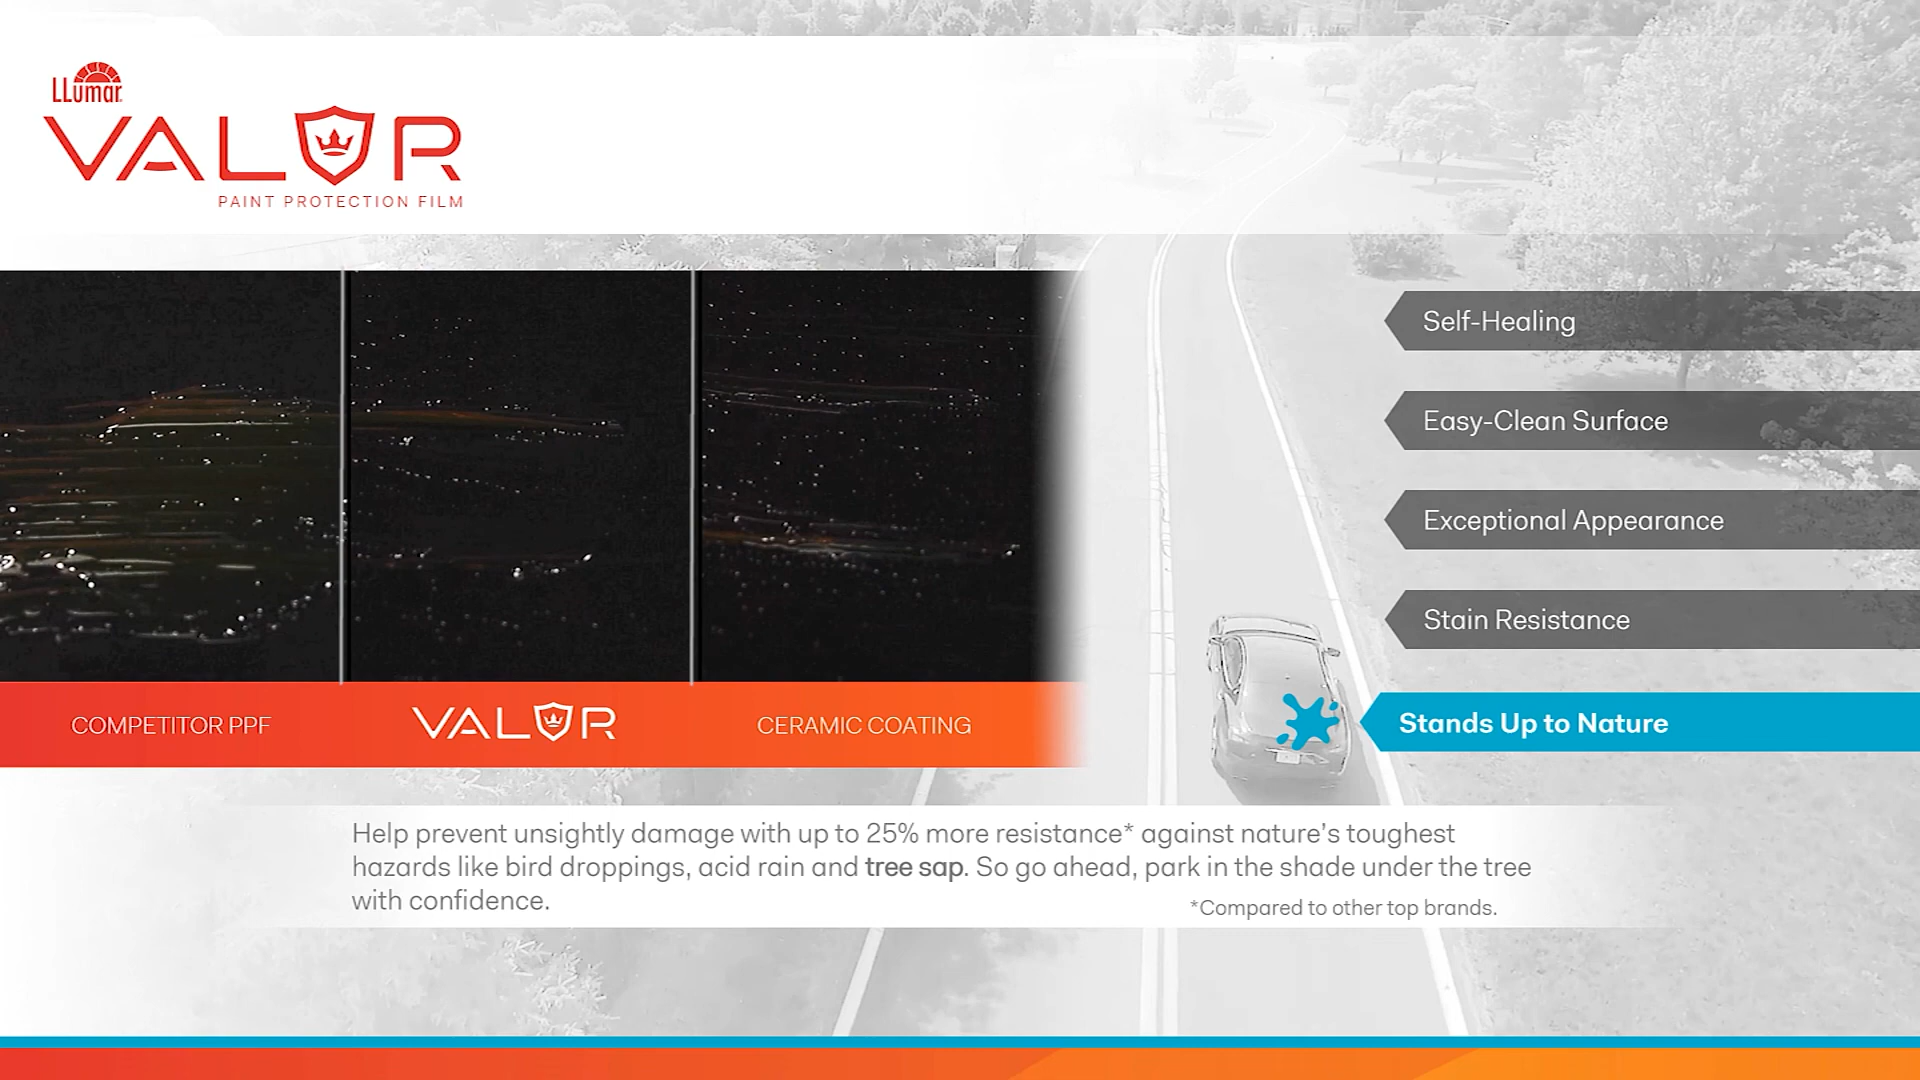 LLumar
VALOR
PAINT PROTECTION FILM
Self-Healing
Easy-Clean Surface
Exceptional Appearance
Stain Resistance
Stands Up to Nature
COMPETITOR PPF
VALOR
CERAMIC COATING
Help prevent unsightly damage with up to 25% more resistance* against nature's toughest
hazards like bird droppings, acid rain and tree sap. So go ahead, park in the shade under the tree
with confidence.
*Compared to other top brands.